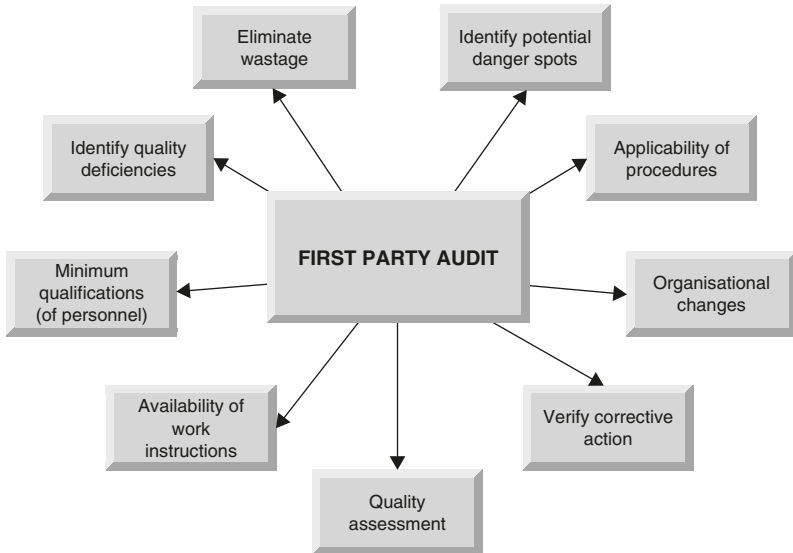 Eliminate
wastage
Identify potential
danger spots
Identify quality
deficiencies
Applicability of
procedures
FIRST PARTY AUDIT
Minimum
qualifications
(of personnel)
Organisational
changes
Availability of
work
instructions
Verify corrective
action
Quality
assessment